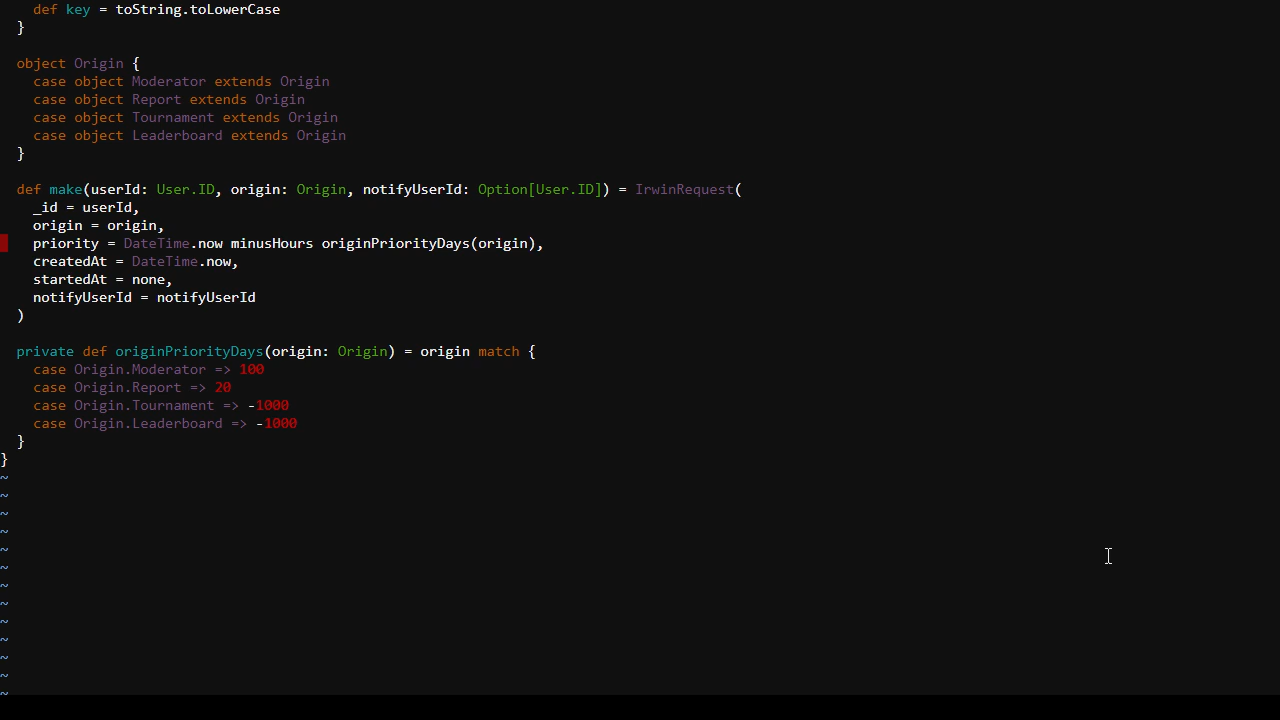 def key = toString.toLowerCase
}
object Origin {
case object Moderator extends Origin
case object Report extends Origin
case object Tournament extends Origin
case object Leaderboard extends Origin
}
def make(userId: User.ID, origin: Origin, notifyUserId: Option[User.ID]) = IrwinRequest(
_id = userId,
origin = origin,
priority = DateTime.now minusHours originPriorityDays(origin),
createdAt = DateTime.now,
startedAt = none,
notifyUserId = notifyUserId
)
private def originPriorityDays(origin: Origin) = origin match {
case Origin.Moderator => 100
case Origin.Report => 20
case Origin.Tournament => -1000
case Origin.Leaderboard => -1000
}
}
~
~
~
~
~
~
~
~
~
~
~
~
~